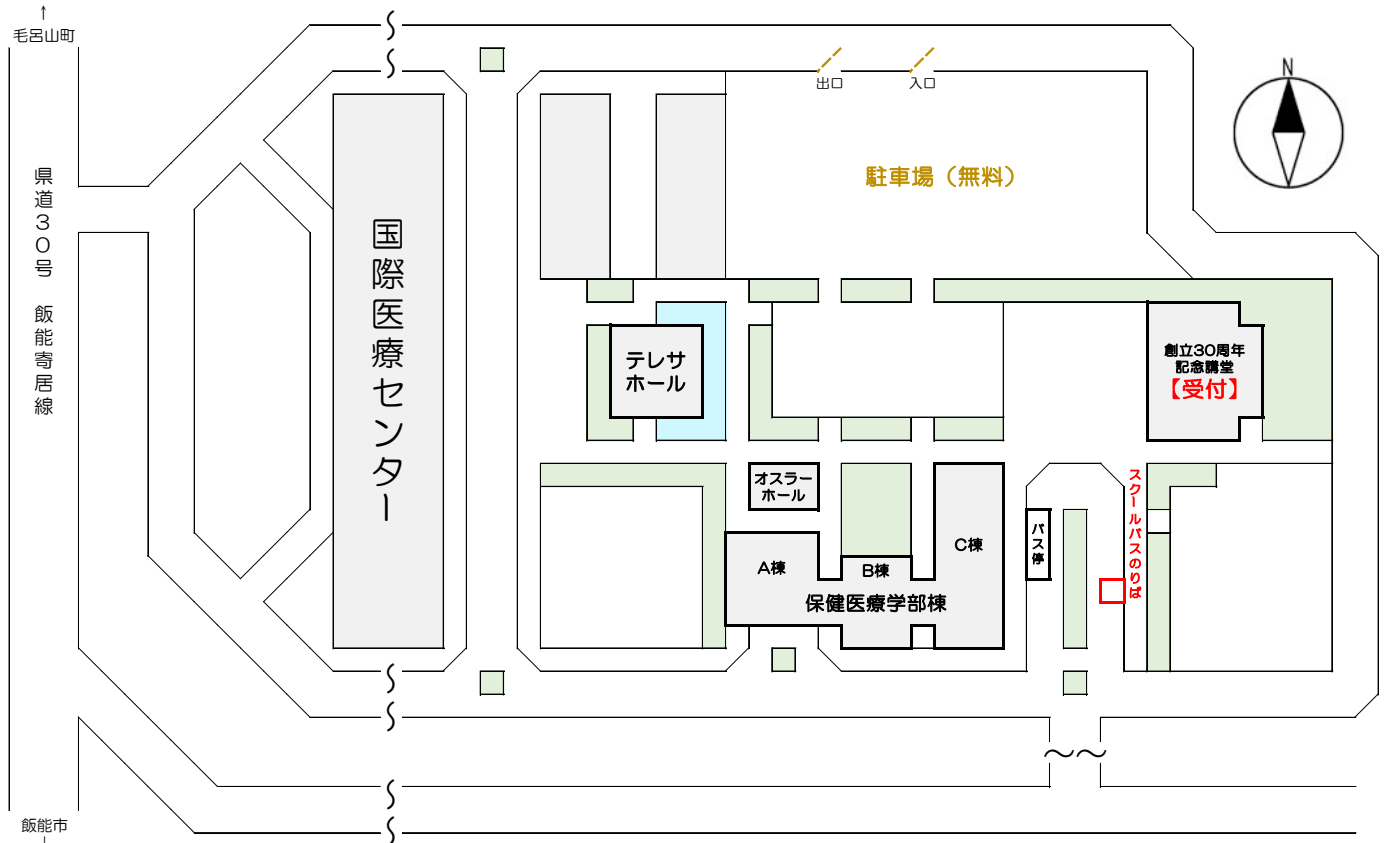 ↑
毛呂山町
県道30号 飯能寄居線
飯能市
↓
国際医療センター
出口
入口
駐車場（無料）
N
テレサ
ホール
創立30周年
記念講堂
【受付】
オスラー
ホール
A棟
B棟
C棟
保健医療学部棟
バス停
スクールバスのりば